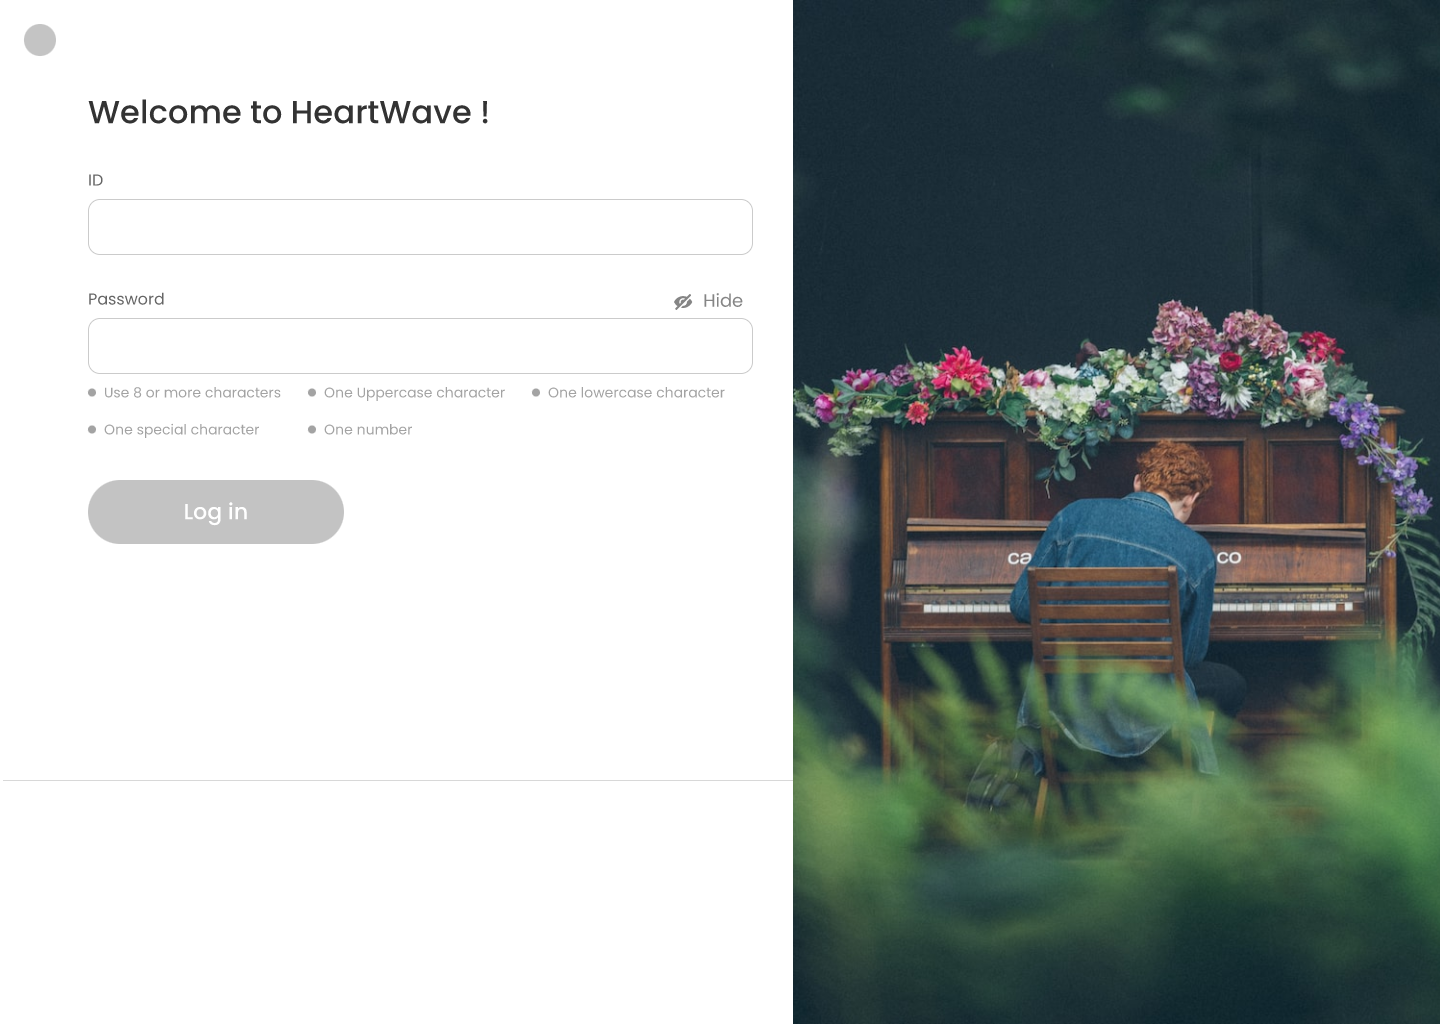 Welcome to HeartWave !
ID
Password
Hide
Use 8 or more characters
One Uppercase character
One lowercase character
One special character
One number
Log in
ca
co